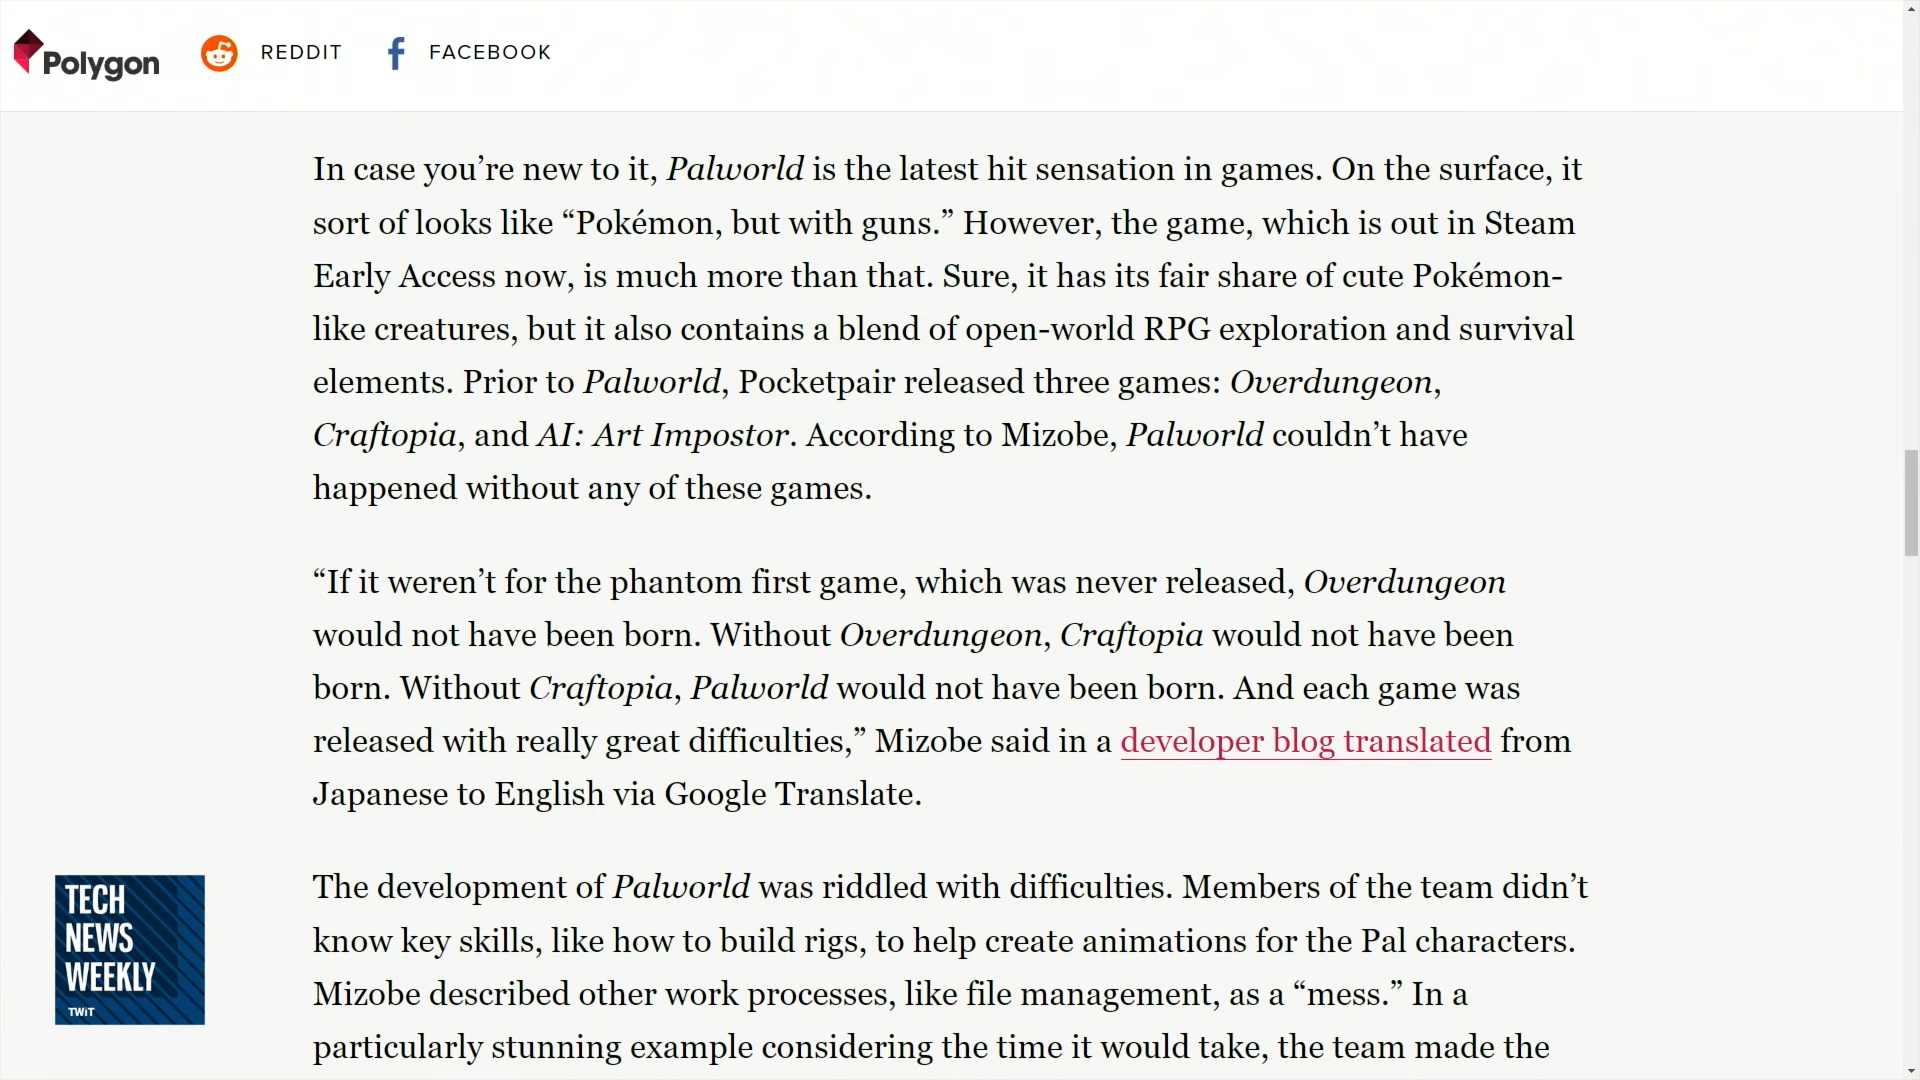 Polygon REDDIT FACEBOOK
In case you’re new to it, Palworld is the latest hit sensation in games. On the surface, it
sort of looks like “Pokémon, but with guns.” However, the game, which is out in Steam
Early Access now, is much more than that. Sure, it has its fair share of cute Pokémon-
like creatures, but it also contains a blend of open-world RPG exploration and survival
elements. Prior to Palworld, Pocketpair released three games: Overdungeon,
Craftopia, and AI: Art Impostor. According to Mizobe, Palworld couldn’t have
happened without any of these games.
“If it weren’t for the phantom first game, which was never released, Overdungeon
would not have been born. Without Overdungeon, Craftopia would not have been
born. Without Craftopia, Palworld would not have been born. And each game was
released with really great difficulties,” Mizobe said in a developer blog translated from
Japanese to English via Google Translate.
The development of Palworld was riddled with difficulties. Members of the team didn’t
know key skills, like how to build rigs, to help create animations for the Pal characters.
Mizobe described other work processes, like file management, as a “mess.” In a
particularly stunning example considering the time it would take, the team made the
TECH
NEWS
WEEKLY
TWiT